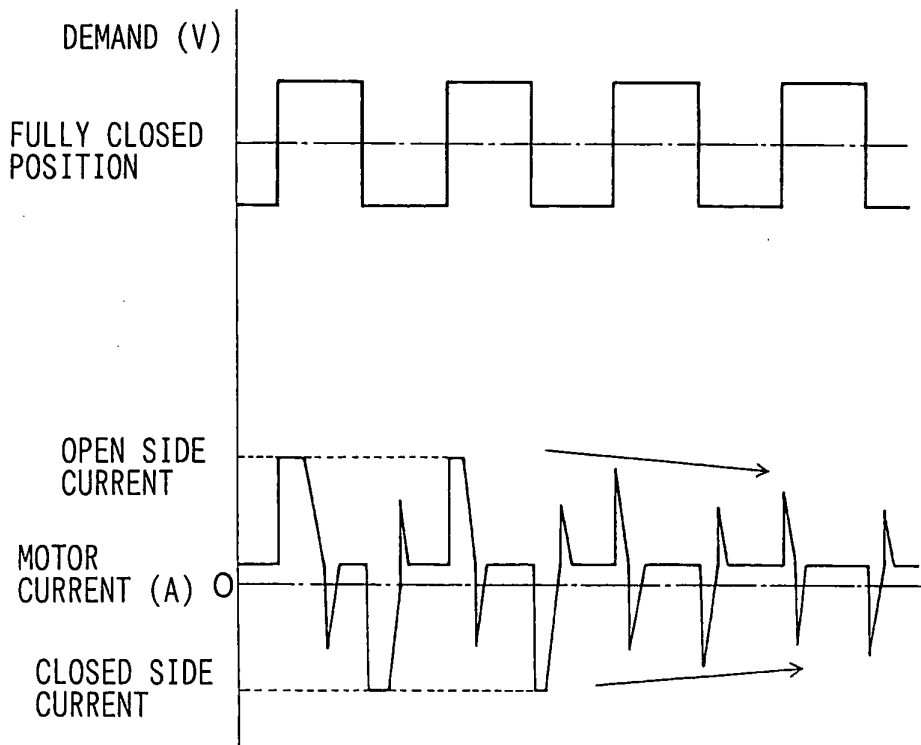 DEMAND (V)
FULLY CLOSED
POSITION
OPEN SIDE
CURRENT
MOTOR
CURRENT (A) O
CLOSED SIDE
CURRENT